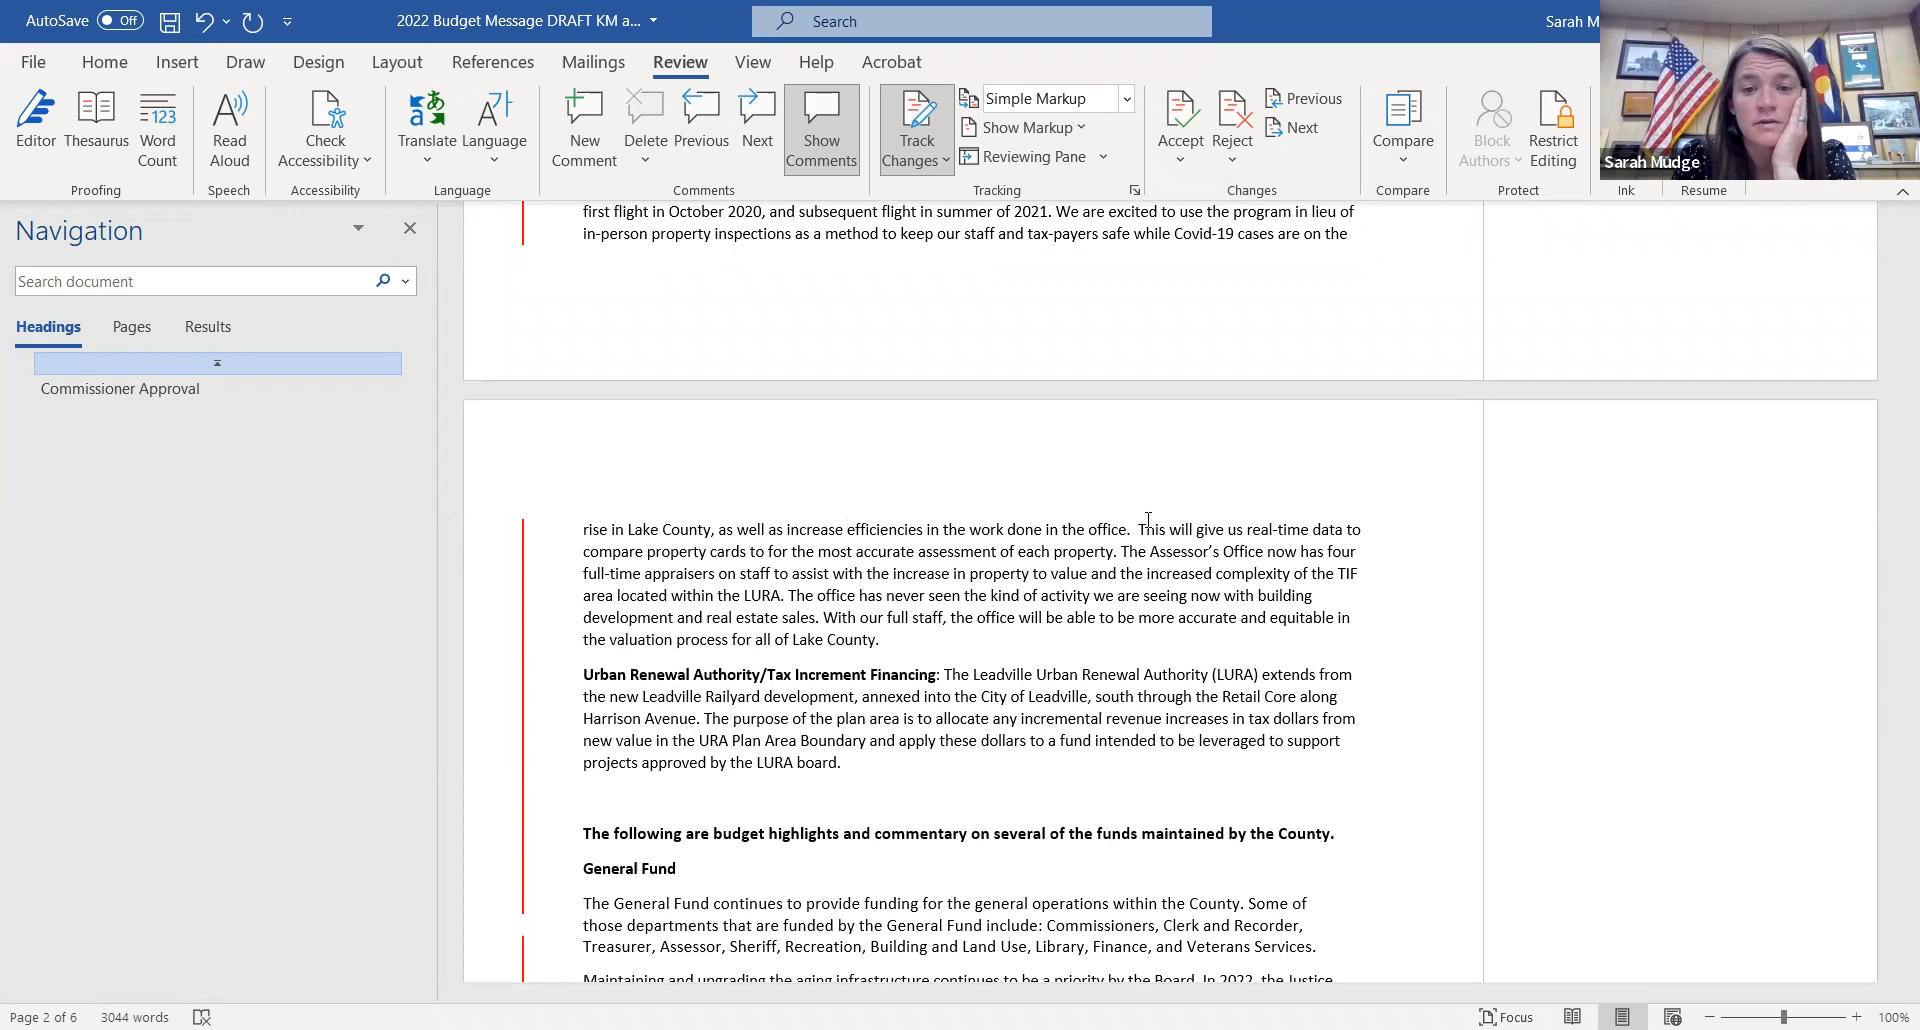 AutoSave Off 2022 Budget Message DRAFT KM a... Search Sarah M
File Home Insert Draw Design Layout References Mailings Review View Help Acrobat
Editor Thesaurus Word Count
Proofing
Read Aloud
Speech
Check Accessibility
Accessibility
Translate Language
Language
New Comment Delete Previous Next Show Comments
Comments
Track Changes
Simple Markup
Show Markup
Reviewing Pane
Tracking
Accept Reject
Previous
Next
Changes
Compare
Compare
Block Authors Restrict Editing
Protect
Ink
Resume
Sarah Mudge
Navigation
Search document
Headings Pages Results
Commissioner Approval
first flight in October 2020, and subsequent flight in summer of 2021. We are excited to use the program in lieu of
in-person property inspections as a method to keep our staff and tax-payers safe while Covid-19 cases are on the
rise in Lake County, as well as increase efficiencies in the work done in the office.  This will give us real-time data to
compare property cards to for the most accurate assessment of each property. The Assessor’s Office now has four
full-time appraisers on staff to assist with the increase in property to value and the increased complexity of the TIF
area located within the LURA. The office has never seen the kind of activity we are seeing now with building
development and real estate sales. With our full staff, the office will be able to be more accurate and equitable in
the valuation process for all of Lake County.
Urban Renewal Authority/Tax Increment Financing: The Leadville Urban Renewal Authority (LURA) extends from
the new Leadville Railyard development, annexed into the City of Leadville, south through the Retail Core along
Harrison Avenue. The purpose of the plan area is to allocate any incremental revenue increases in tax dollars from
new value in the URA Plan Area Boundary and apply these dollars to a fund intended to be leveraged to support
projects approved by the LURA board.
The following are budget highlights and commentary on several of the funds maintained by the County.
General Fund
The General Fund continues to provide funding for the general operations within the County. Some of
those departments that are funded by the General Fund include: Commissioners, Clerk and Recorder,
Treasurer, Assessor, Sheriff, Recreation, Building and Land Use, Library, Finance, and Veterans Services.
Maintaining and upgrading the aging infrastructure continues to be a priority by the Board. In 2022, the Justice
Page 2 of 6 3044 words Focus 100%